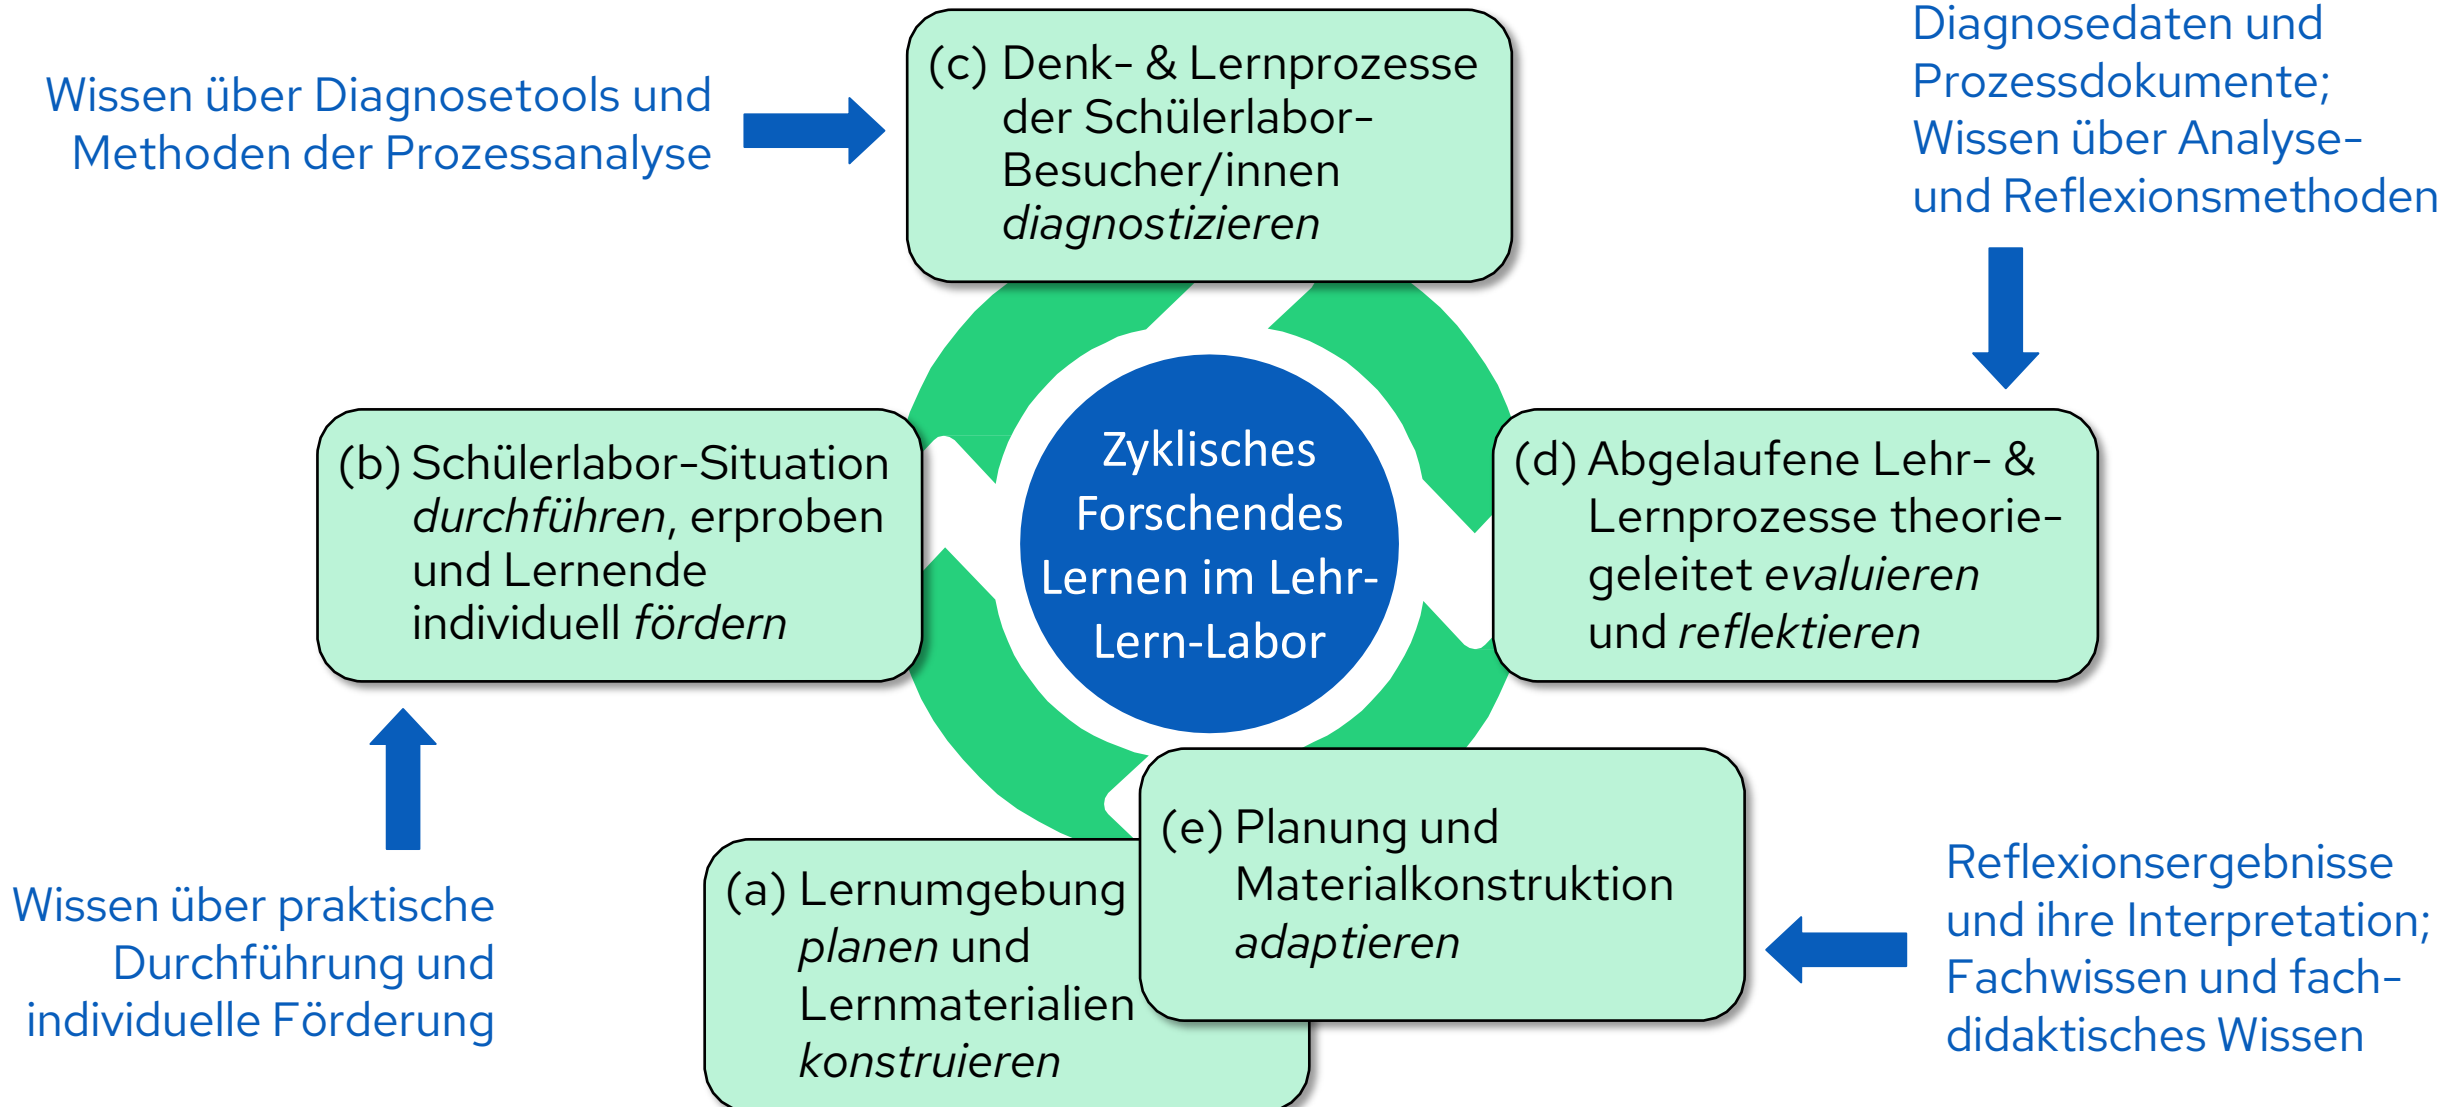 Wissen über Diagnosetools und
Methoden der Prozessanalyse
(c) Denk- & Lernprozesse
der Schülerlabor-
Besucher/innen
diagnostizieren
Diagnosedaten und
Prozessdokumente;
Wissen über Analyse-
und Reflexionsmethoden
(b) Schülerlabor-Situation
durchführen, erproben
und Lernende
individuell fördern
Zyklisches
Forschendes
Lernen im Lehr-
Lern-Labor
(d) Abgelaufene Lehr- &
Lernprozesse theorie-
geleitet evaluieren
und reflektieren
Wissen über praktische
Durchführung und
individuelle Förderung
(a) Lernumgebung
planen und
Lernmaterialien
konstruieren
(e) Planung und
Materialkonstruktion
adaptieren
Reflexionsergebnisse
und ihre Interpretation;
Fachwissen und fach-
didaktisches Wissen